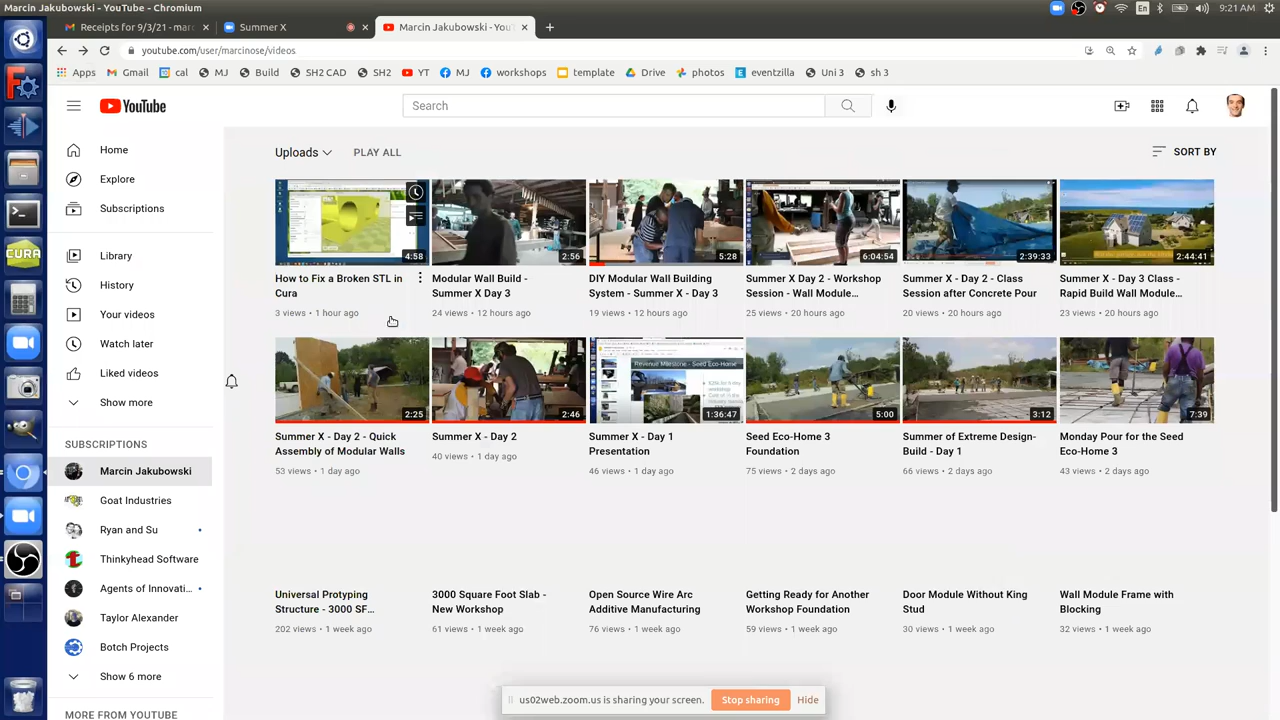 Marcin Jakubowski - YouTube - Chromium
En
9:21 AM
Receipts for 9/3/21 - marc
Summer X
Marcin Jakubowski - YouT
youtube.com/user/marcinose/videos
Apps
Gmail
cal
MJ
Build
SH2 CAD
SH2
YT
MJ
workshops
template
Drive
photos
eventzilla
Uni 3
sh 3
YouTube
Search
Home
Explore
Subscriptions
Library
History
Your videos
Watch later
Liked videos
Show more
SUBSCRIPTIONS
Marcin Jakubowski
Goat Industries
Ryan and Su
Thinkyhead Software
Agents of Innovati...
Taylor Alexander
Botch Projects
Show 6 more
MORE FROM YOUTUBE
CURA
Uploads
PLAY ALL
SORT BY
4:58
How to Fix a Broken STL in
Cura
3 views • 1 hour ago
2:56
Modular Wall Build -
Summer X Day 3
24 views • 12 hours ago
5:28
DIY Modular Wall Building
System - Summer X - Day 3
19 views • 12 hours ago
6:04:54
Summer X Day 2 - Workshop
Session - Wall Module...
25 views • 20 hours ago
2:39:33
Summer X - Day 2 - Class
Session after Concrete Pour
20 views • 20 hours ago
2:44:41
Summer X - Day 3 Class -
Rapid Build Wall Module...
23 views • 20 hours ago
2:25
Summer X - Day 2 - Quick
Assembly of Modular Walls
53 views • 1 day ago
2:46
Summer X - Day 2
40 views • 1 day ago
Revenue Milestone - Seed Eco-Home
1:36:47
Summer X - Day 1
Presentation
46 views • 1 day ago
5:00
Seed Eco-Home 3
Foundation
75 views • 2 days ago
3:12
Summer of Extreme Design-
Build - Day 1
66 views • 2 days ago
7:39
Monday Pour for the Seed
Eco-Home 3
43 views • 2 days ago
Universal Protyping
Structure - 3000 SF...
202 views • 1 week ago
3000 Square Foot Slab -
New Workshop
61 views • 1 week ago
Open Source Wire Arc
Additive Manufacturing
76 views • 1 week ago
Getting Ready for Another
Workshop Foundation
59 views • 1 week ago
Door Module Without King
Stud
30 views • 1 week ago
Wall Module Frame with
Blocking
32 views • 1 week ago
us02web.zoom.us is sharing your screen.
Stop sharing
Hide